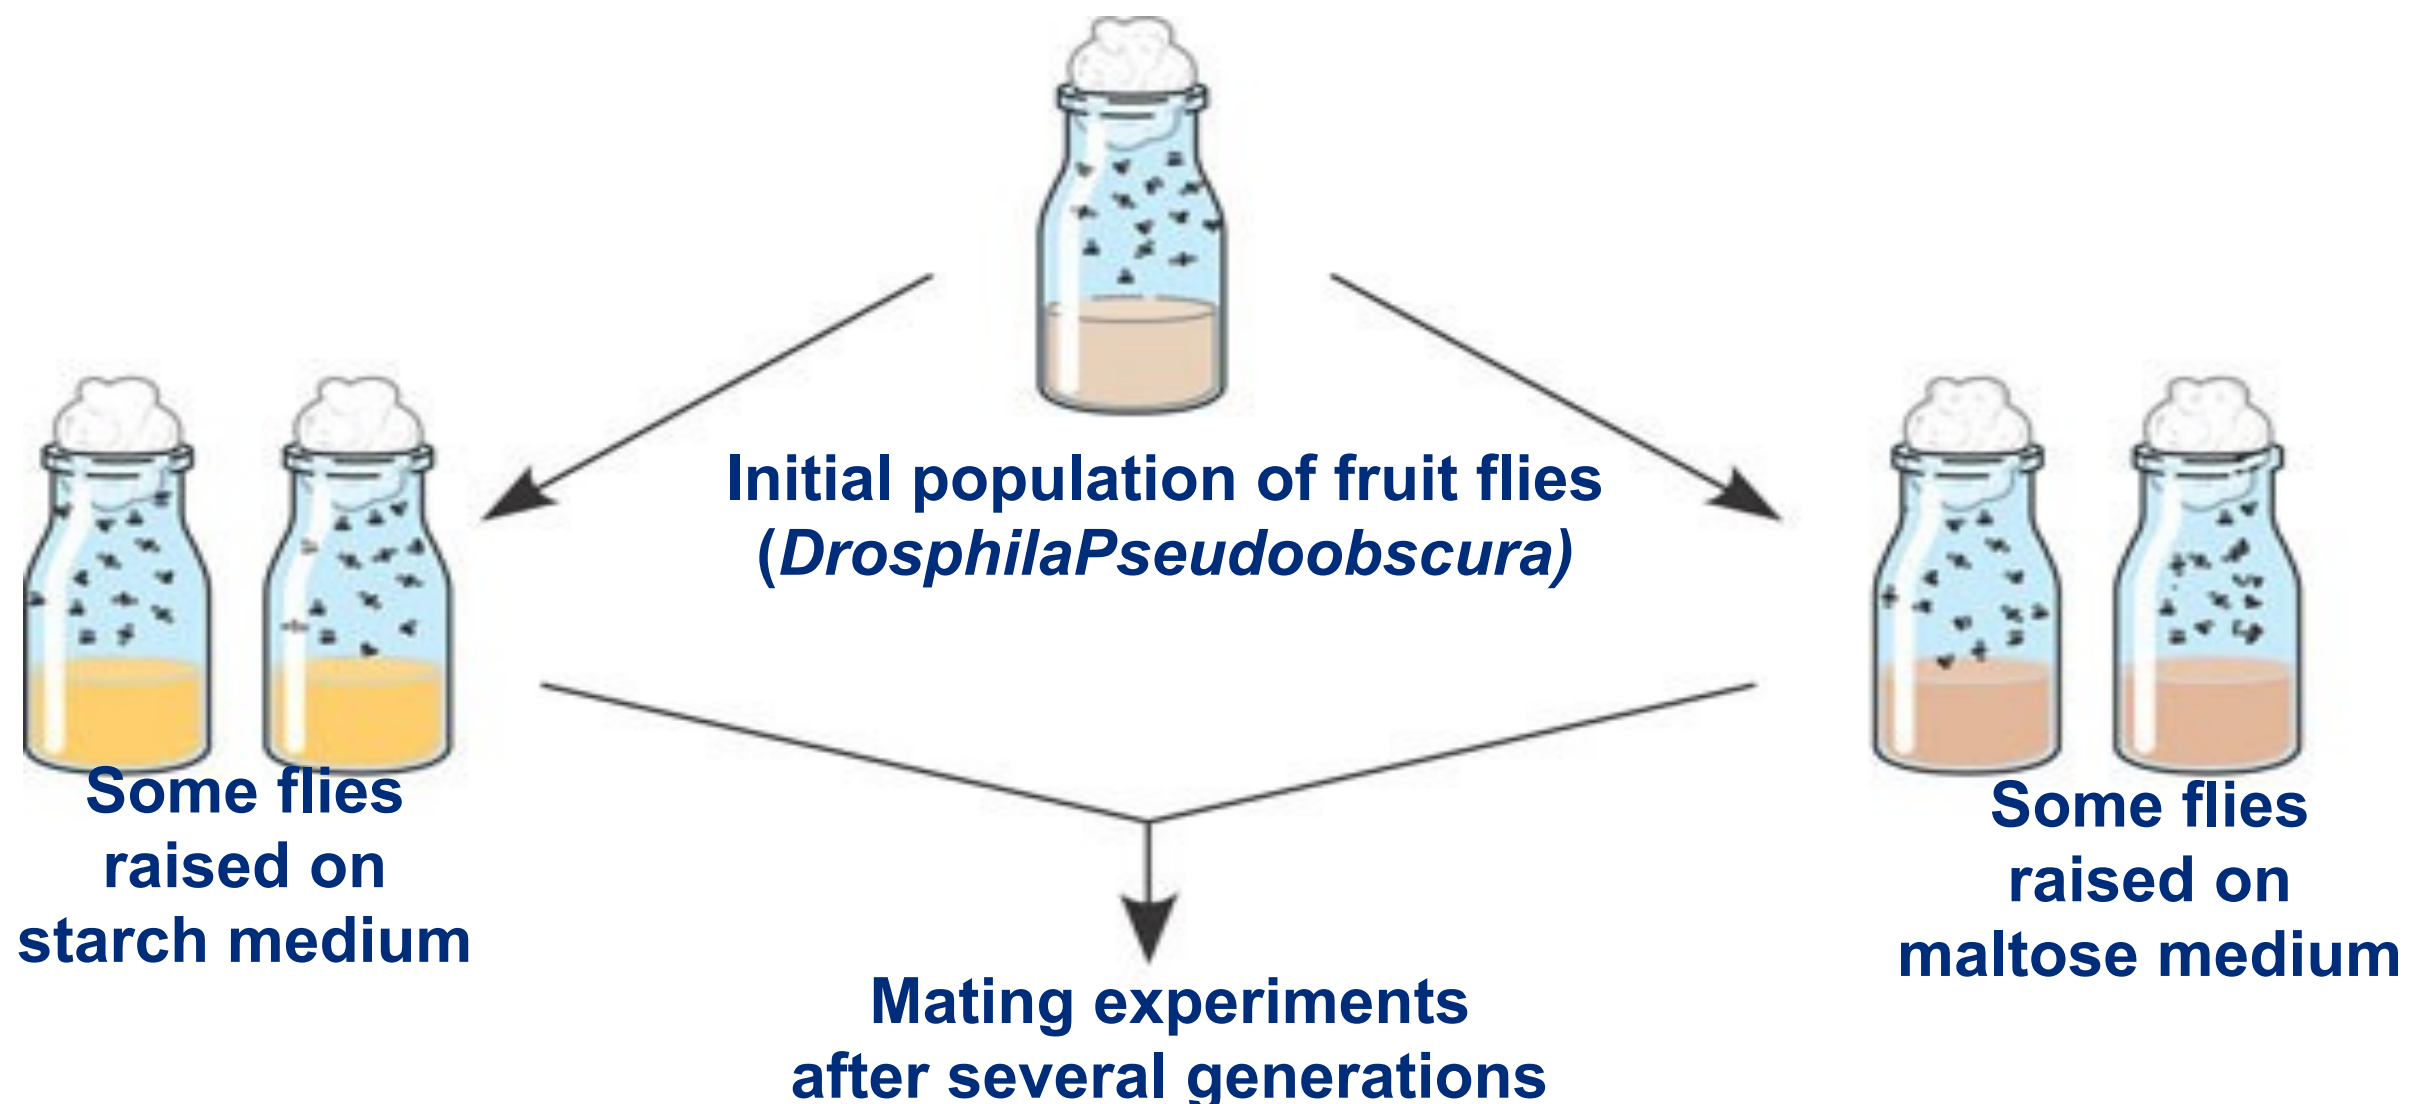 Initial population of fruit flies
(DrosphilaPseudoobscura)
Some flies
raised on
starch medium
Some flies
raised on
maltose medium
Mating experiments
after several generations